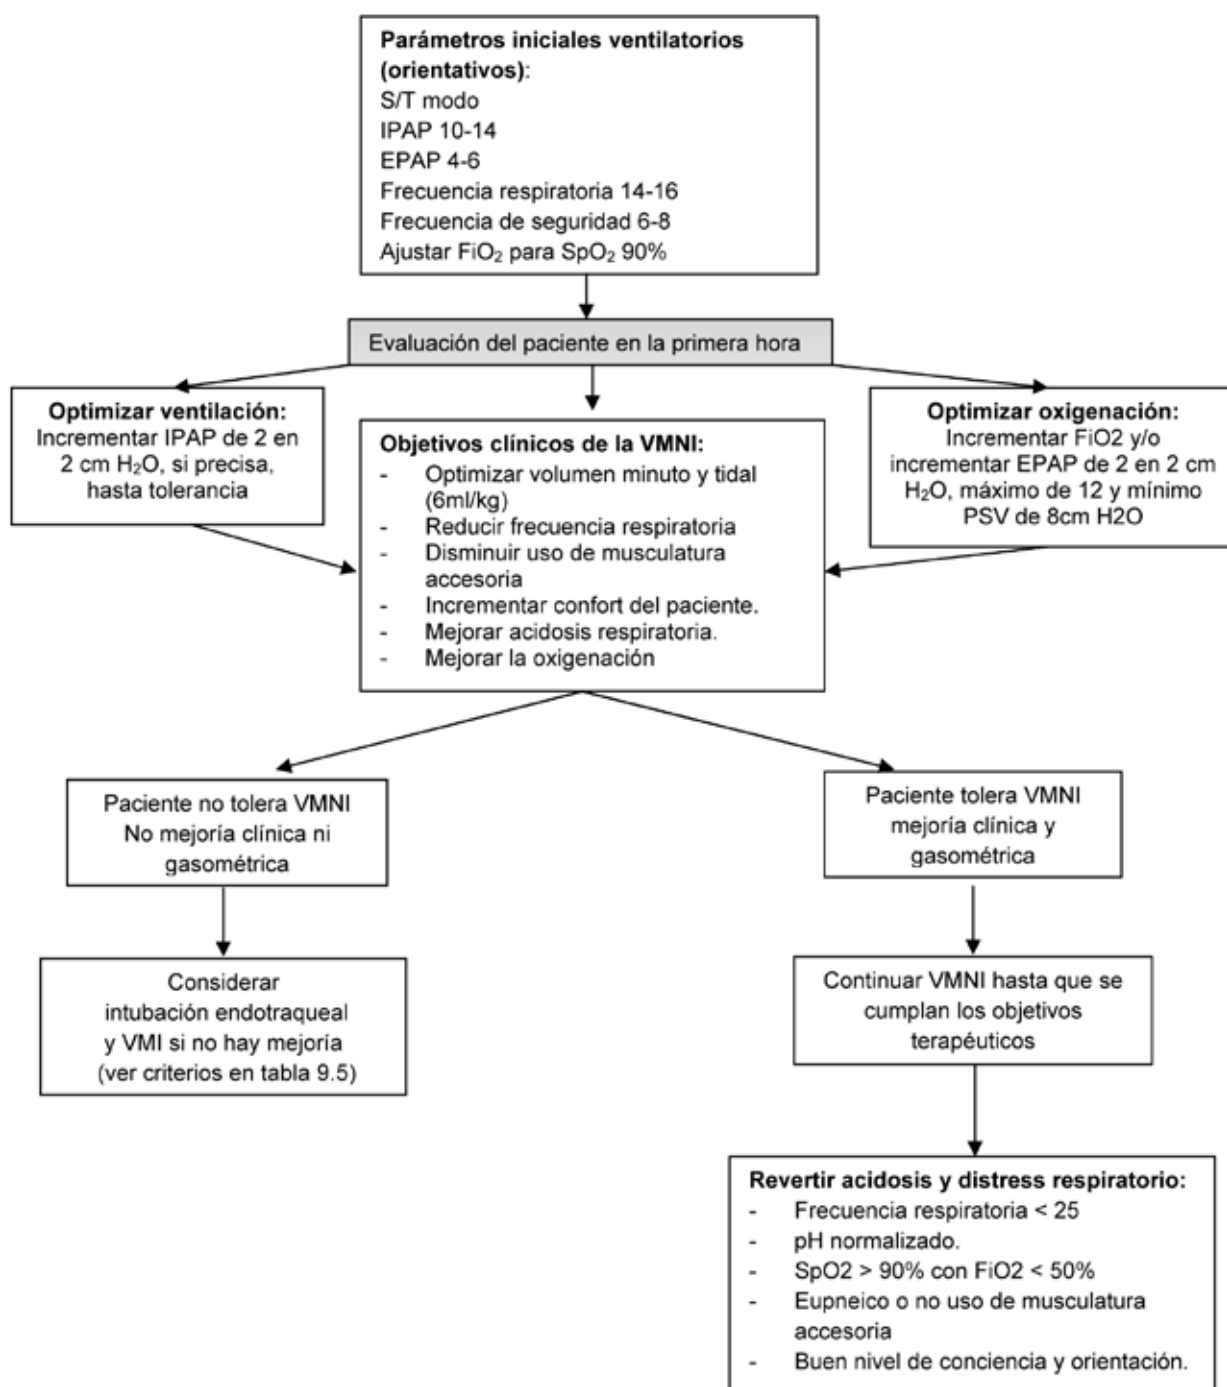 Parámetros iniciales ventilatorios
(orientativos):
S/T modo
IPAP 10-14
EPAP 4-6
Frecuencia respiratoria 14-16
Frecuencia de seguridad 6-8
Ajustar FiO₂ para SpO₂ 90%
Evaluación del paciente en la primera hora
Optimizar ventilación:
Incrementar IPAP de 2 en
2 cm H₂O, si precisa,
hasta tolerancia
Objetivos clínicos de la VMNI:
- Optimizar volumen minuto y tidal
(6ml/kg)
- Reducir frecuencia respiratoria
- Disminuir uso de musculatura
accesoria
- Incrementar confort del paciente.
- Mejorar acidosis respiratoria.
- Mejorar la oxigenación
Optimizar oxigenación:
Incrementar FiO2 y/o
incrementar EPAP de 2 en 2 cm
H₂O, máximo de 12 y mínimo
PSV de 8cm H2O
Paciente no tolera VMNI
No mejoría clínica ni
gasométrica
Paciente tolera VMNI
mejoría clínica y
gasométrica
Considerar
intubación endotraqueal
y VMI si no hay mejoría
(ver criterios en tabla 9.5)
Continuar VMNI hasta que se
cumplan los objetivos
terapéuticos
Revertir acidosis y distress respiratorio:
- Frecuencia respiratoria < 25
- pH normalizado.
- SpO2 > 90% con FiO2 < 50%
- Eupneico o no uso de musculatura
accesoria
- Buen nivel de conciencia y orientación.